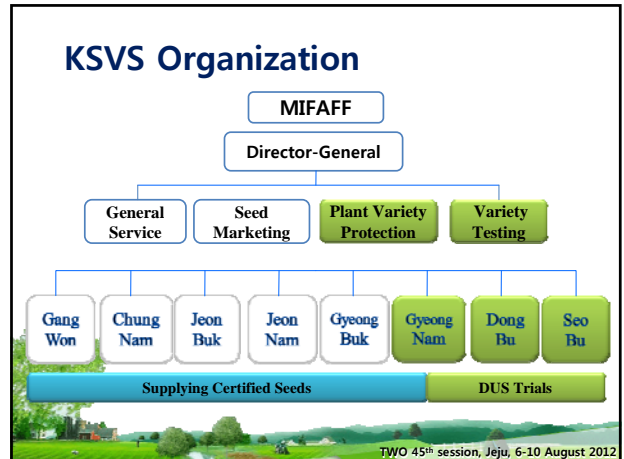 KSVS Organization
MIFAFF
Director-General
General
Service
Seed
Marketing
Plant Variety
Protection
Variety
Testing
Gang
Won
Chung
Nam
Jeon
Buk
Jeon
Nam
Gyeong
Buk
Gyeong
Nam
Dong
Bu
Seo
Bu
Supplying Certified Seeds
DUS Trials
TWO 45th session, Jeju, 6-10 August 2012